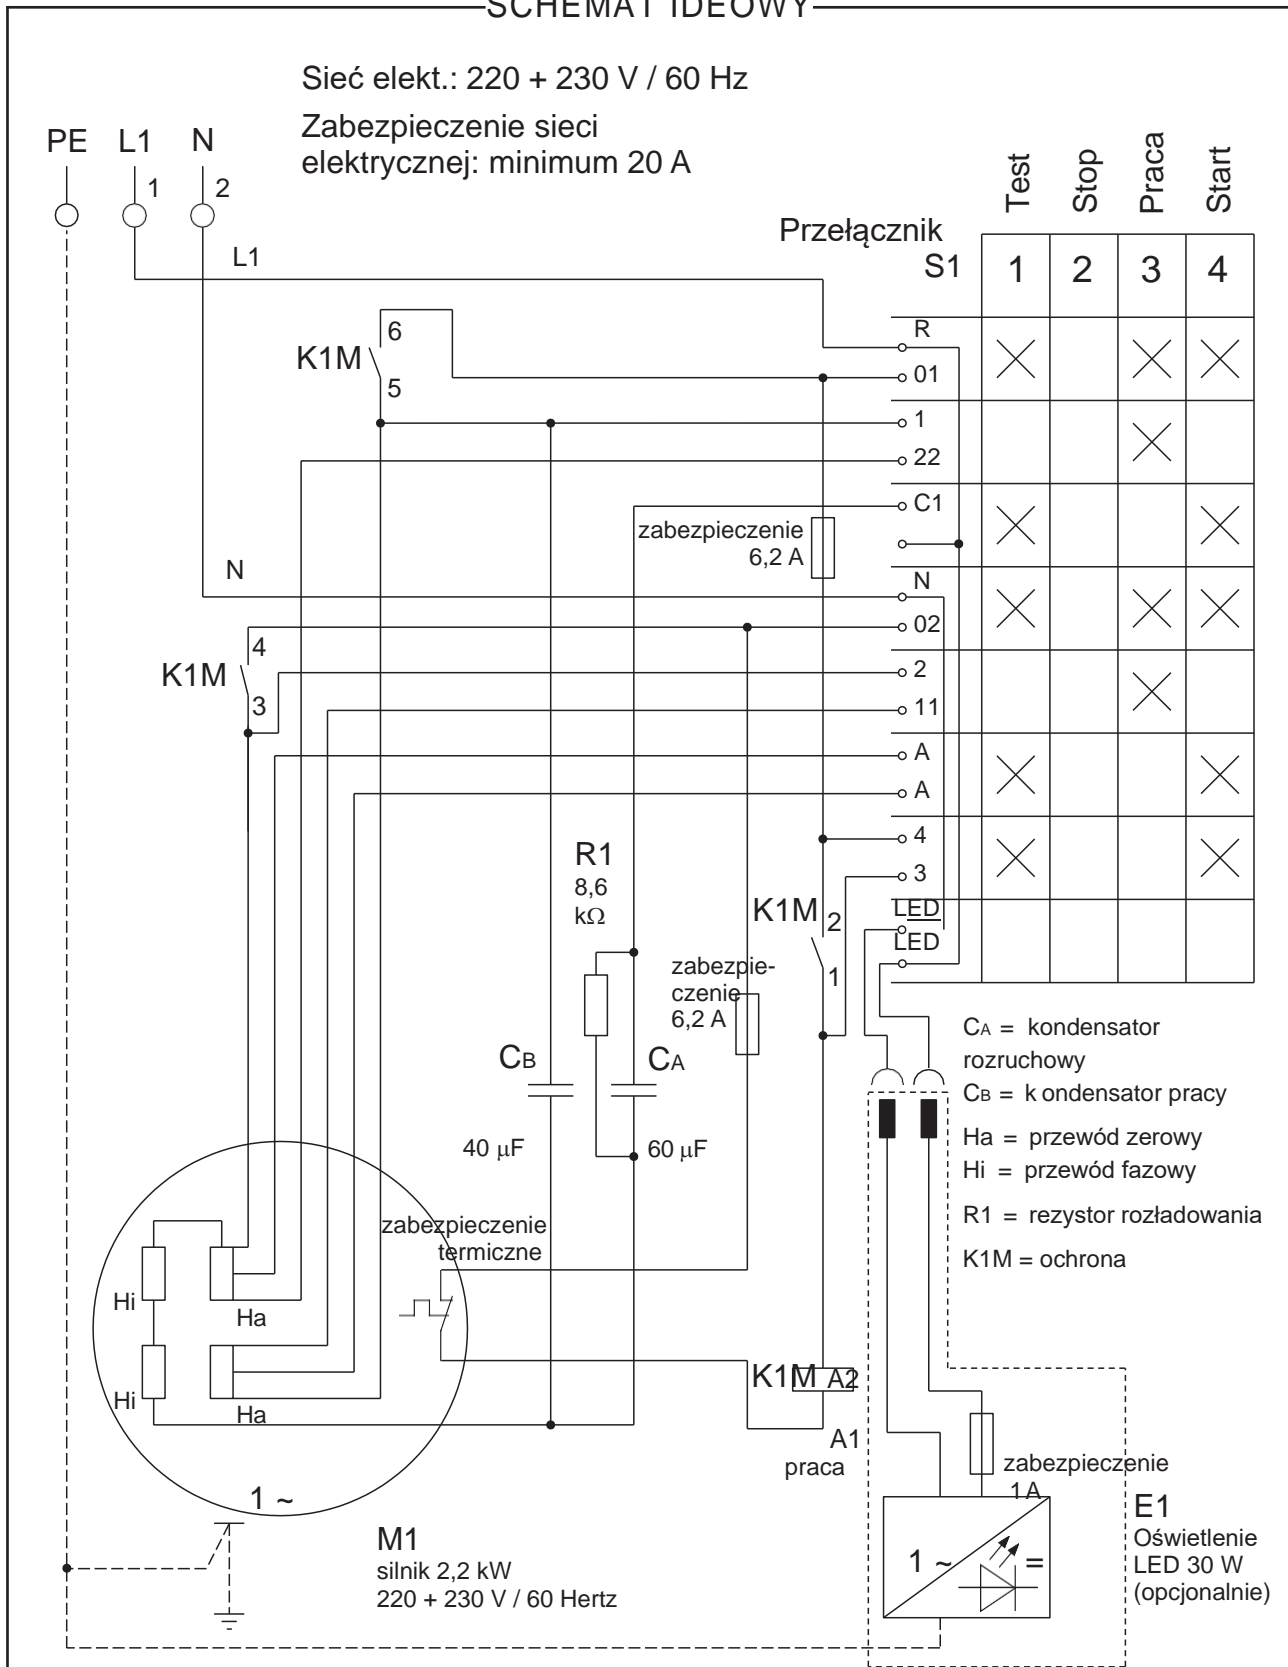 SCHEMAT IDEOWY
Sieć elekt.: 220 + 230 V / 60 Hz
Zabezpieczenie sieci
elektrycznej: minimum 20 A
PE
L1
N
1
2
Test
Stop
Praca
Start
Przełącznik
S1
1
2
3
4
L1
R
01
6
K1M
5
1
22
C1
zabezpieczenie
6,2 A
N
N
02
4
K1M
3
2
11
A
A
4
3
R1
8,6
kΩ
K1M
2
1
LED
LED
zabezpie-
czenie
6,2 A
CB
CA
40 µF
60 µF
CA = kondensator
rozruchowy
CB = k ondensator pracy
Ha = przewód zerowy
Hi = przewód fazowy
R1 = rezystor rozładowania
K1M = ochrona
zabezpieczenie
termiczne
Hi
Ha
Hi
Ha
K1M
A2
A1
praca
1 ~
M1
silnik 2,2 kW
220 + 230 V / 60 Hertz
zabezpieczenie
1A
E1
Oświetlenie
LED 30 W
(opcjonalnie)
1 ~
=